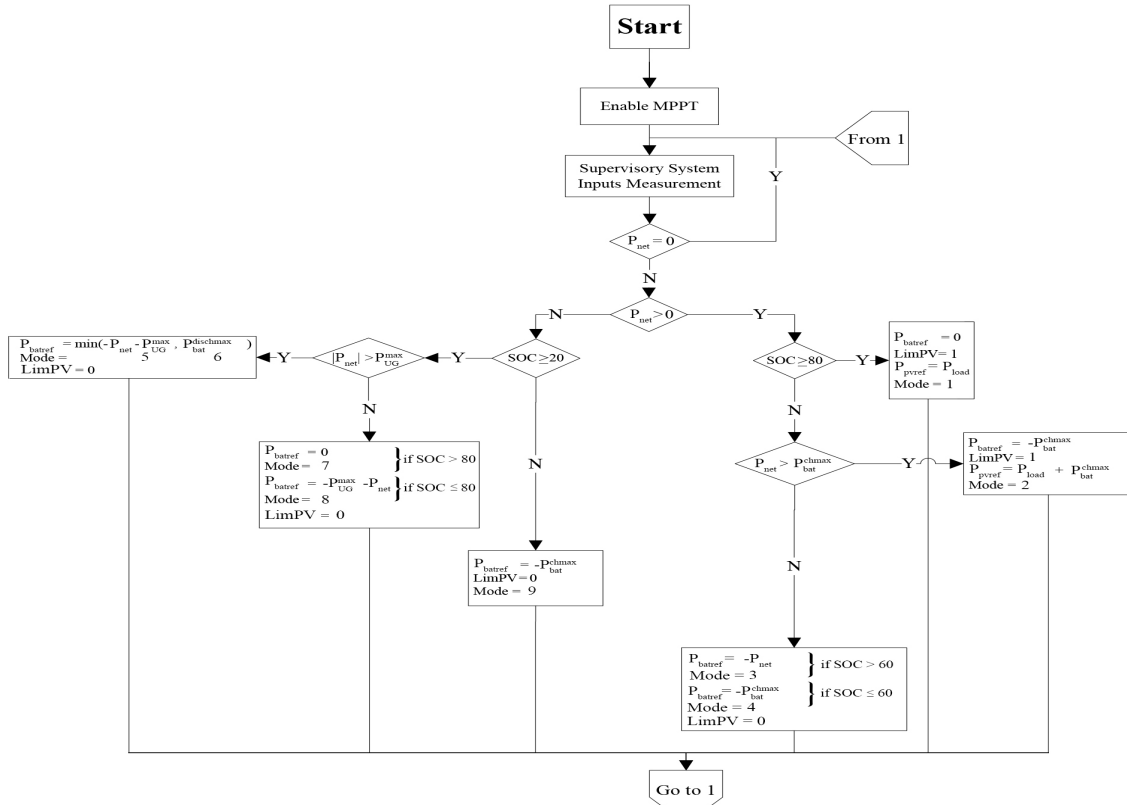 Start
Enable MPPT
From 1
Supervisory System
Inputs Measurement
Y
P_net = 0
N
P_net > 0
N
Y
P_batref = min(-P_net - P_UG^max , P_bat^dischmax )
Mode = 5 6
LimPV = 0
Y
|P_net| > P_UG^max
Y
SOC ≥20
SOC≥80
Y
P_batref = 0
LimPV= 1
P_pvref = P_load
Mode = 1
N
N
N
P_batref = 0
Mode = 7
} if SOC > 80
P_batref = -P_UG^max - P_net
Mode = 8
} if SOC ≤ 80
LimPV = 0
P_net > P_bat^chmax
Y
P_batref = -P_bat^chmax
LimPV= 1
P_pvref = P_load + P_bat^chmax
Mode = 2
P_batref = -P_bat^chmax
LimPV=0
Mode = 9
N
P_batref = -P_net
Mode = 3
} if SOC > 60
P_batref = -P_bat^chmax
Mode = 4
} if SOC ≤ 60
LimPV = 0
Go to 1